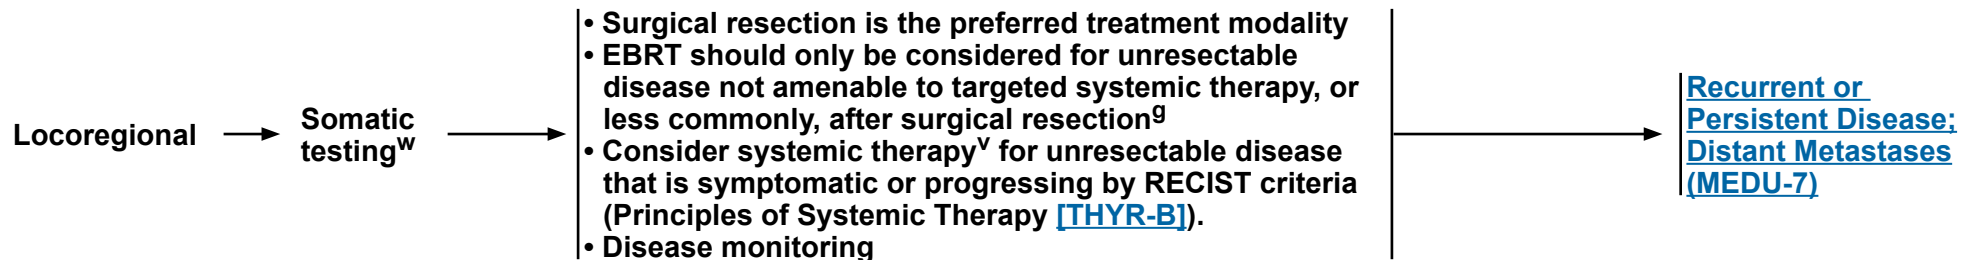 Locoregional
Somatic
testingʷ
• Surgical resection is the preferred treatment modality
• EBRT should only be considered for unresectable
disease not amenable to targeted systemic therapy, or
less commonly, after surgical resectionᵍ
• Consider systemic therapyᵛ for unresectable disease
that is symptomatic or progressing by RECIST criteria
(Principles of Systemic Therapy [THYR-B]).
• Disease monitoring
Recurrent or
Persistent Disease;
Distant Metastases
(MEDU-7)